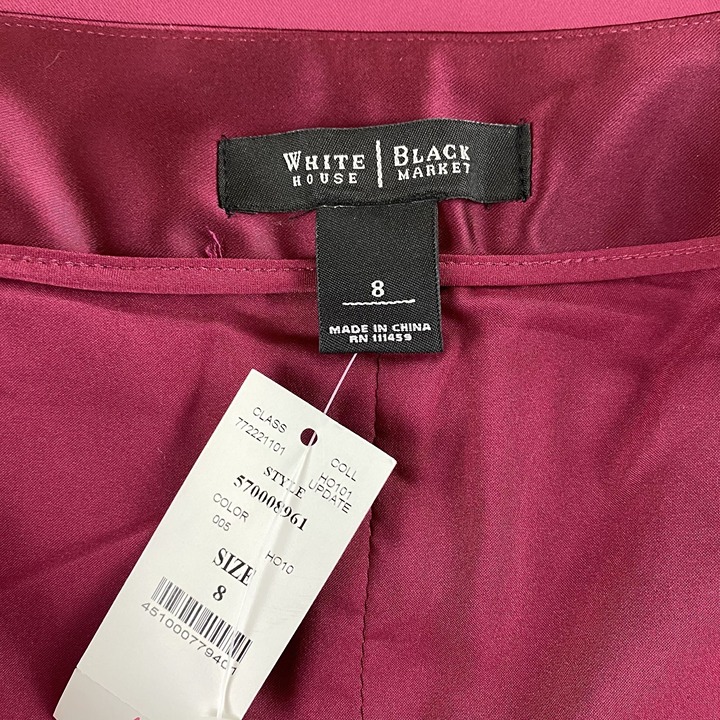 WHITE | BLACK
HOUSE | MARKET
8
MADE IN CHINA
RN 111459
CLASS
772221101
COLL
HO101
UPDATE
STYLE
570008961
COLOR
005
HO10
SIZE
8
45100077940